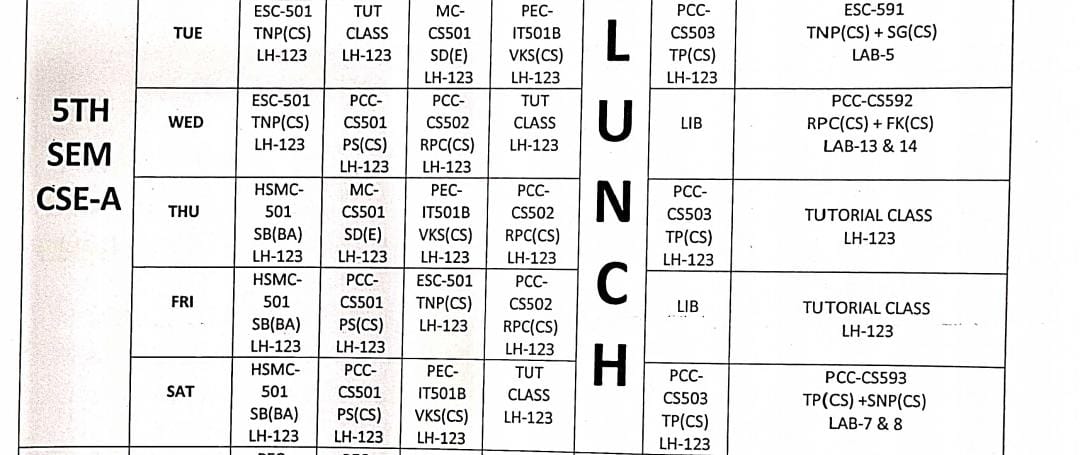 5TH
SEM
CSE-A
TUE
ESC-501
TNP(CS)
LH-123
TUT
CLASS
LH-123
MC-
CS501
SD(E)
LH-123
PEC-
IT501B
VKS(CS)
LH-123
LUNCH
PCC-
CS503
TP(CS)
LH-123
ESC-591
TNP(CS) + SG(CS)
LAB-5
WED
ESC-501
TNP(CS)
LH-123
PCC-
CS501
PS(CS)
LH-123
PCC-
CS502
RPC(CS)
LH-123
TUT
CLASS
LH-123
LIB
PCC-CS592
RPC(CS) + FK(CS)
LAB-13 & 14
THU
HSMC-
501
SB(BA)
LH-123
MC-
CS501
SD(E)
LH-123
PEC-
IT501B
VKS(CS)
LH-123
PCC-
CS502
RPC(CS)
LH-123
PCC-
CS503
TP(CS)
LH-123
TUTORIAL CLASS
LH-123
FRI
HSMC-
501
SB(BA)
LH-123
PCC-
CS501
PS(CS)
LH-123
ESC-501
TNP(CS)
LH-123
PCC-
CS502
RPC(CS)
LH-123
LIB
TUTORIAL CLASS
LH-123
SAT
HSMC-
501
SB(BA)
LH-123
PCC-
CS501
PS(CS)
LH-123
PEC-
IT501B
VKS(CS)
LH-123
TUT
CLASS
LH-123
PCC-
CS503
TP(CS)
LH-123
PCC-CS593
TP(CS) +SNP(CS)
LAB-7 & 8